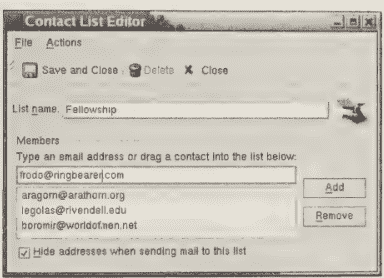 Contact List Editor
File Actions
Save and Close Delete Close
List name: Fellowship
Members
Type an email address or drag a contact into the list below:
frodo@ringbearer.com
Add
aragorn@arathorn.org
legolas@rivendell.edu
boromir@worldofmen.net
Remove
Hide addresses when sending mail to this list